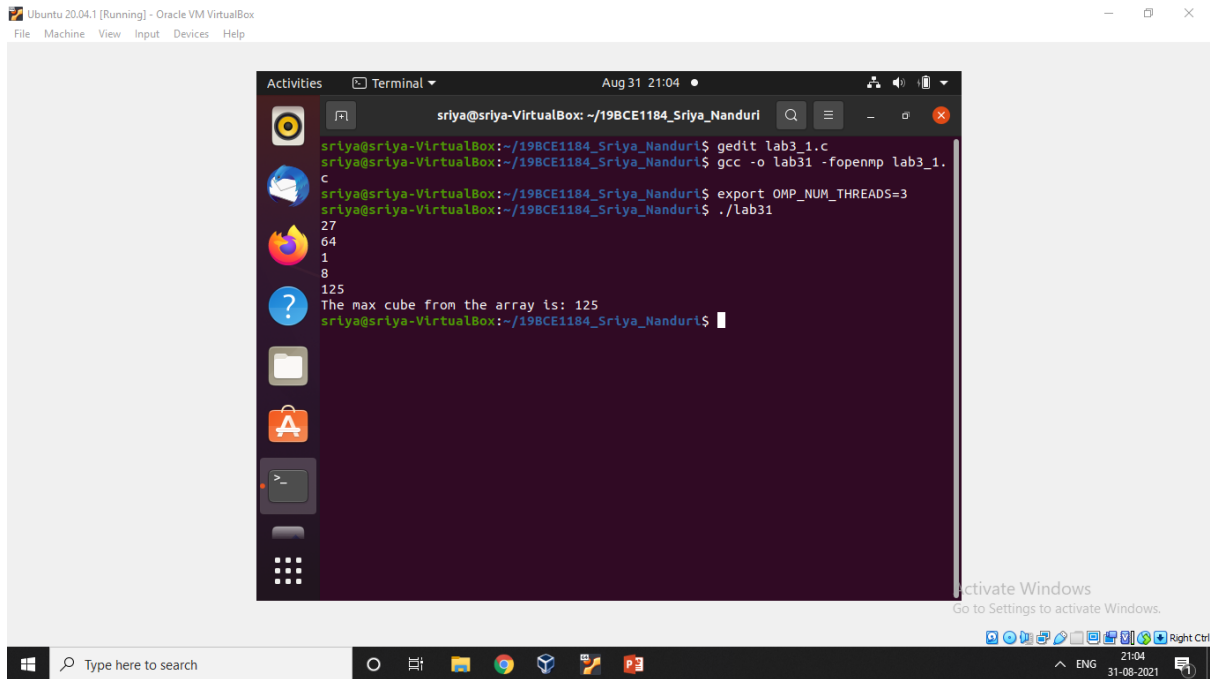 Ubuntu 20.04.1 [Running] - Oracle VM VirtualBox
File Machine View Input Devices Help
Activities Terminal Aug 31 21:04
sriya@sriya-VirtualBox: ~/19BCE1184_Sriya_Nanduri
sriya@sriya-VirtualBox:~/19BCE1184_Sriya_Nanduri$ gedit lab3_1.c
sriya@sriya-VirtualBox:~/19BCE1184_Sriya_Nanduri$ gcc -o lab31 -fopenmp lab3_1.
c
sriya@sriya-VirtualBox:~/19BCE1184_Sriya_Nanduri$ export OMP_NUM_THREADS=3
sriya@sriya-VirtualBox:~/19BCE1184_Sriya_Nanduri$ ./lab31
27
64
1
8
125
The max cube from the array is: 125
sriya@sriya-VirtualBox:~/19BCE1184_Sriya_Nanduri$
Activate Windows
Go to Settings to activate Windows.
Right Ctrl
Type here to search
ENG
21:04
31-08-2021
1